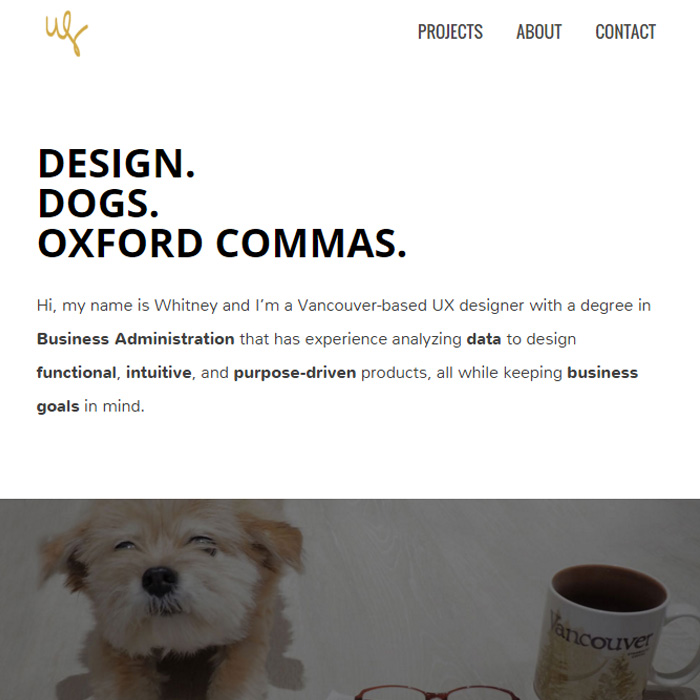 PROJECTS ABOUT CONTACT
DESIGN.
DOGS.
OXFORD COMMAS.
Hi, my name is Whitney and I'm a Vancouver-based UX designer with a degree in
Business Administration that has experience analyzing data to design
functional, intuitive, and purpose-driven products, all while keeping business
goals in mind.
Vancouver